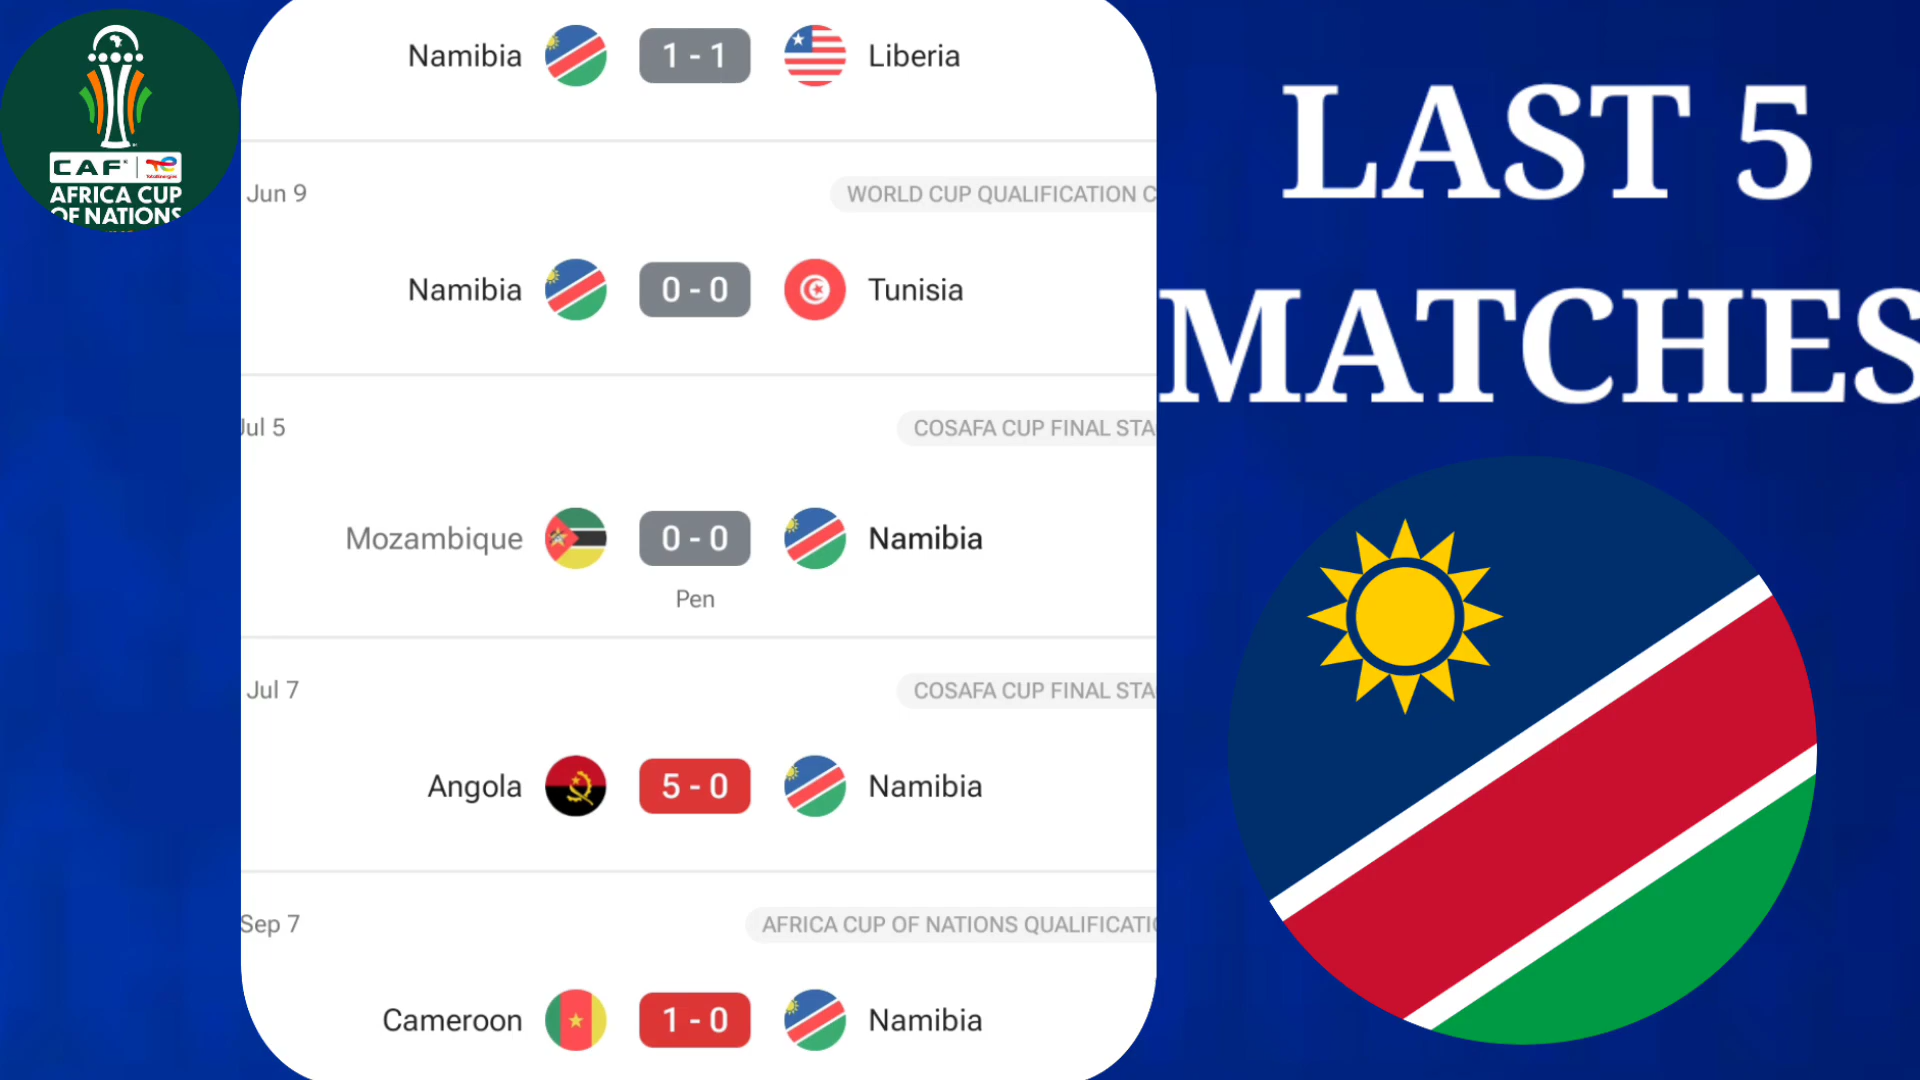 CAF
TotalEnergies
AFRICA CUP
OF NATIONS
Namibia 1 - 1 Liberia
Jun 9 WORLD CUP QUALIFICATION C
Namibia 0 - 0 Tunisia
Jul 5 COSAFA CUP FINAL STA
Mozambique 0 - 0 Namibia
Pen
Jul 7 COSAFA CUP FINAL STA
Angola 5 - 0 Namibia
Sep 7 AFRICA CUP OF NATIONS QUALIFICATIO
Cameroon 1 - 0 Namibia
LAST 5
MATCHES